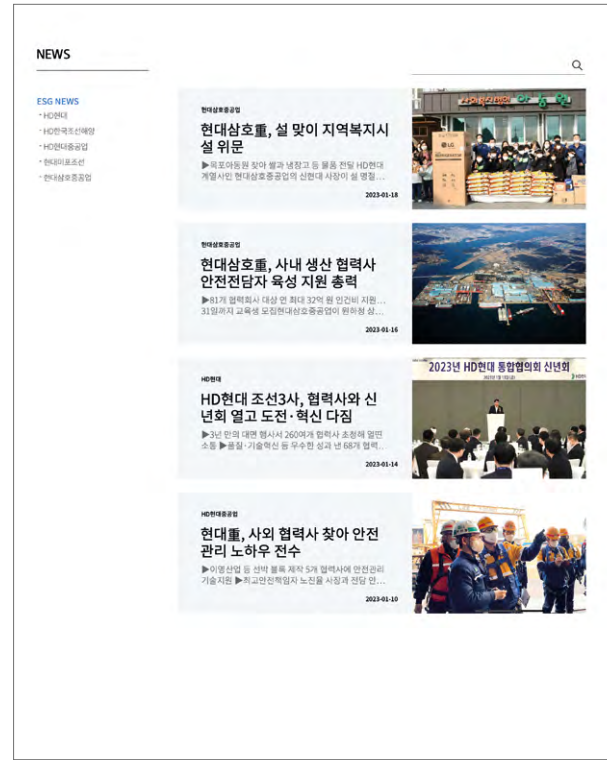 NEWS
ESG NEWS
- HD현대
- HD한국조선해양
- HD현대중공업
- 현대미포조선
- 현대삼호중공업
현대삼호중공업
현대삼호重, 설 맞이 지역복지시
설 위문
▶목포아동원 찾아 쌀과 냉장고 등 물품 전달 HD현대
계열사인 현대삼호중공업의 신현대 사장이 설 명절...
2023-01-18
LG
현대삼호중공업
현대삼호重, 사내 생산 협력사
안전전담자 육성 지원 총력
▶81개 협력회사 대상 연 최대 32억 원 인건비 지원...
31일까지 교육생 모집현대삼호중공업이 원하청 상...
2023-01-16
HD현대
HD현대 조선3사, 협력사와 신
년회 열고 도전·혁신 다짐
▶3년 만의 대면 행사서 260여개 협력사 초청해 열띤
소통 ▶품질·기술혁신 등 우수한 성과 낸 68개 협력...
2023-01-14
2023년 HD현대 통합협의회 신년회
HD현대중공업
현대重, 사외 협력사 찾아 안전
관리 노하우 전수
▶이영산업 등 선박 블록 제작 5개 협력사에 안전관리
기술지원 ▶최고안전책임자 노진율 사장과 전담 안...
2023-01-10